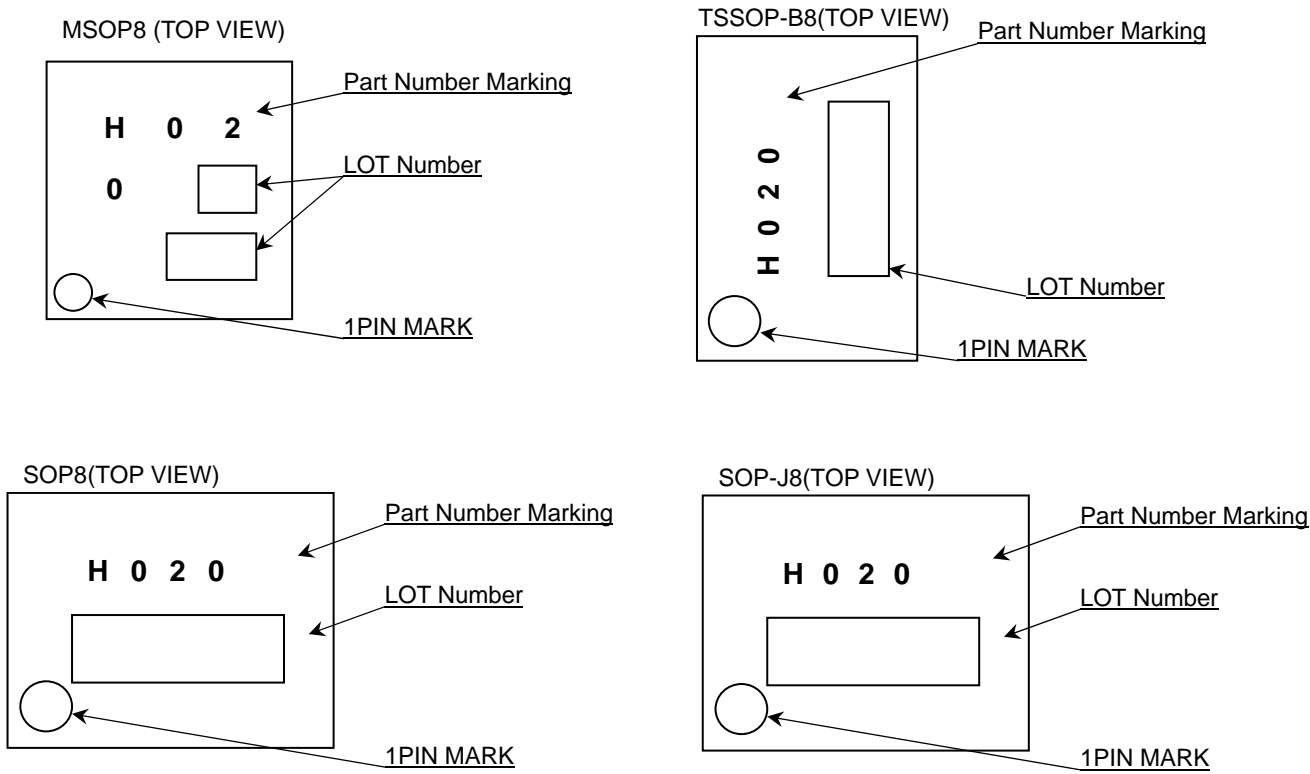 MSOP8 (TOP VIEW)
Part Number Marking
H 0 2
LOT Number
0
1PIN MARK
TSSOP-B8(TOP VIEW)
Part Number Marking
H 0 2 0
LOT Number
1PIN MARK
SOP8(TOP VIEW)
Part Number Marking
H 0 2 0
LOT Number
1PIN MARK
SOP-J8(TOP VIEW)
Part Number Marking
H 0 2 0
LOT Number
1PIN MARK